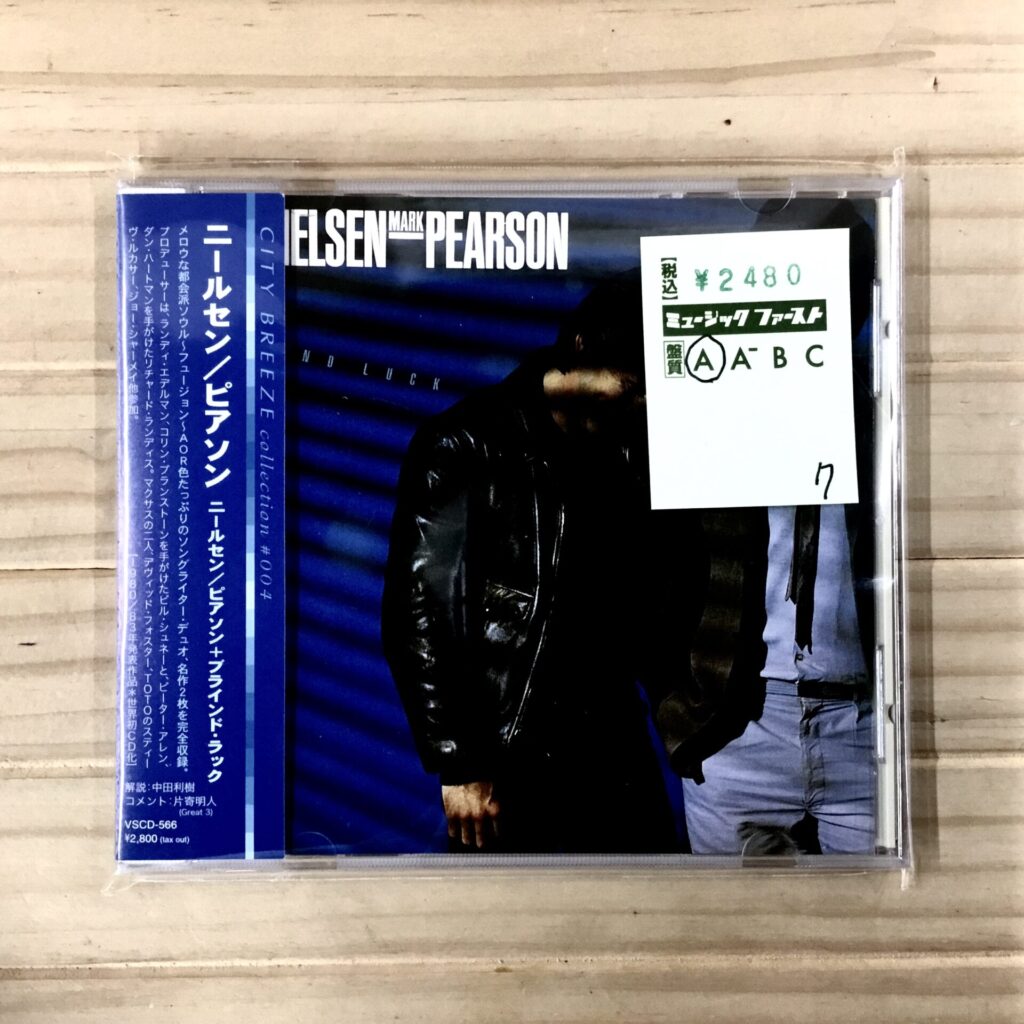 CITY BREEZE collection #004
ニールセン／ピアソン ニールセン／ピアソン＋ブラインド・ラック
メロウな都会派ソウル～フュージョン～AOR色たっぷりのソングライター・デュオ、名作2枚を完全収録。
プロデューサーは、ランディ・エデルマン、コリン・ブランストーンを手がけたビル・シュネーと、ピーター・アレン、
ダン・ハートマンを手がけたリチャード・ランディス。マクサスの二人、デヴィッド・フォスター、TOTOのスティー
ヴ・ルカサー、ジョー・シャーメイ他参加。
【1980/83年発表作品＊世界初CD化】
解説：中田利樹
コメント：片寄明人
(Great 3)
VSCD-566
¥2,800 (tax out)
IELSEN MARK PEARSON
ND LUCK
【税込】 ¥2480
ミュージック ファースト
盤質 A A⁻ B C
ワ